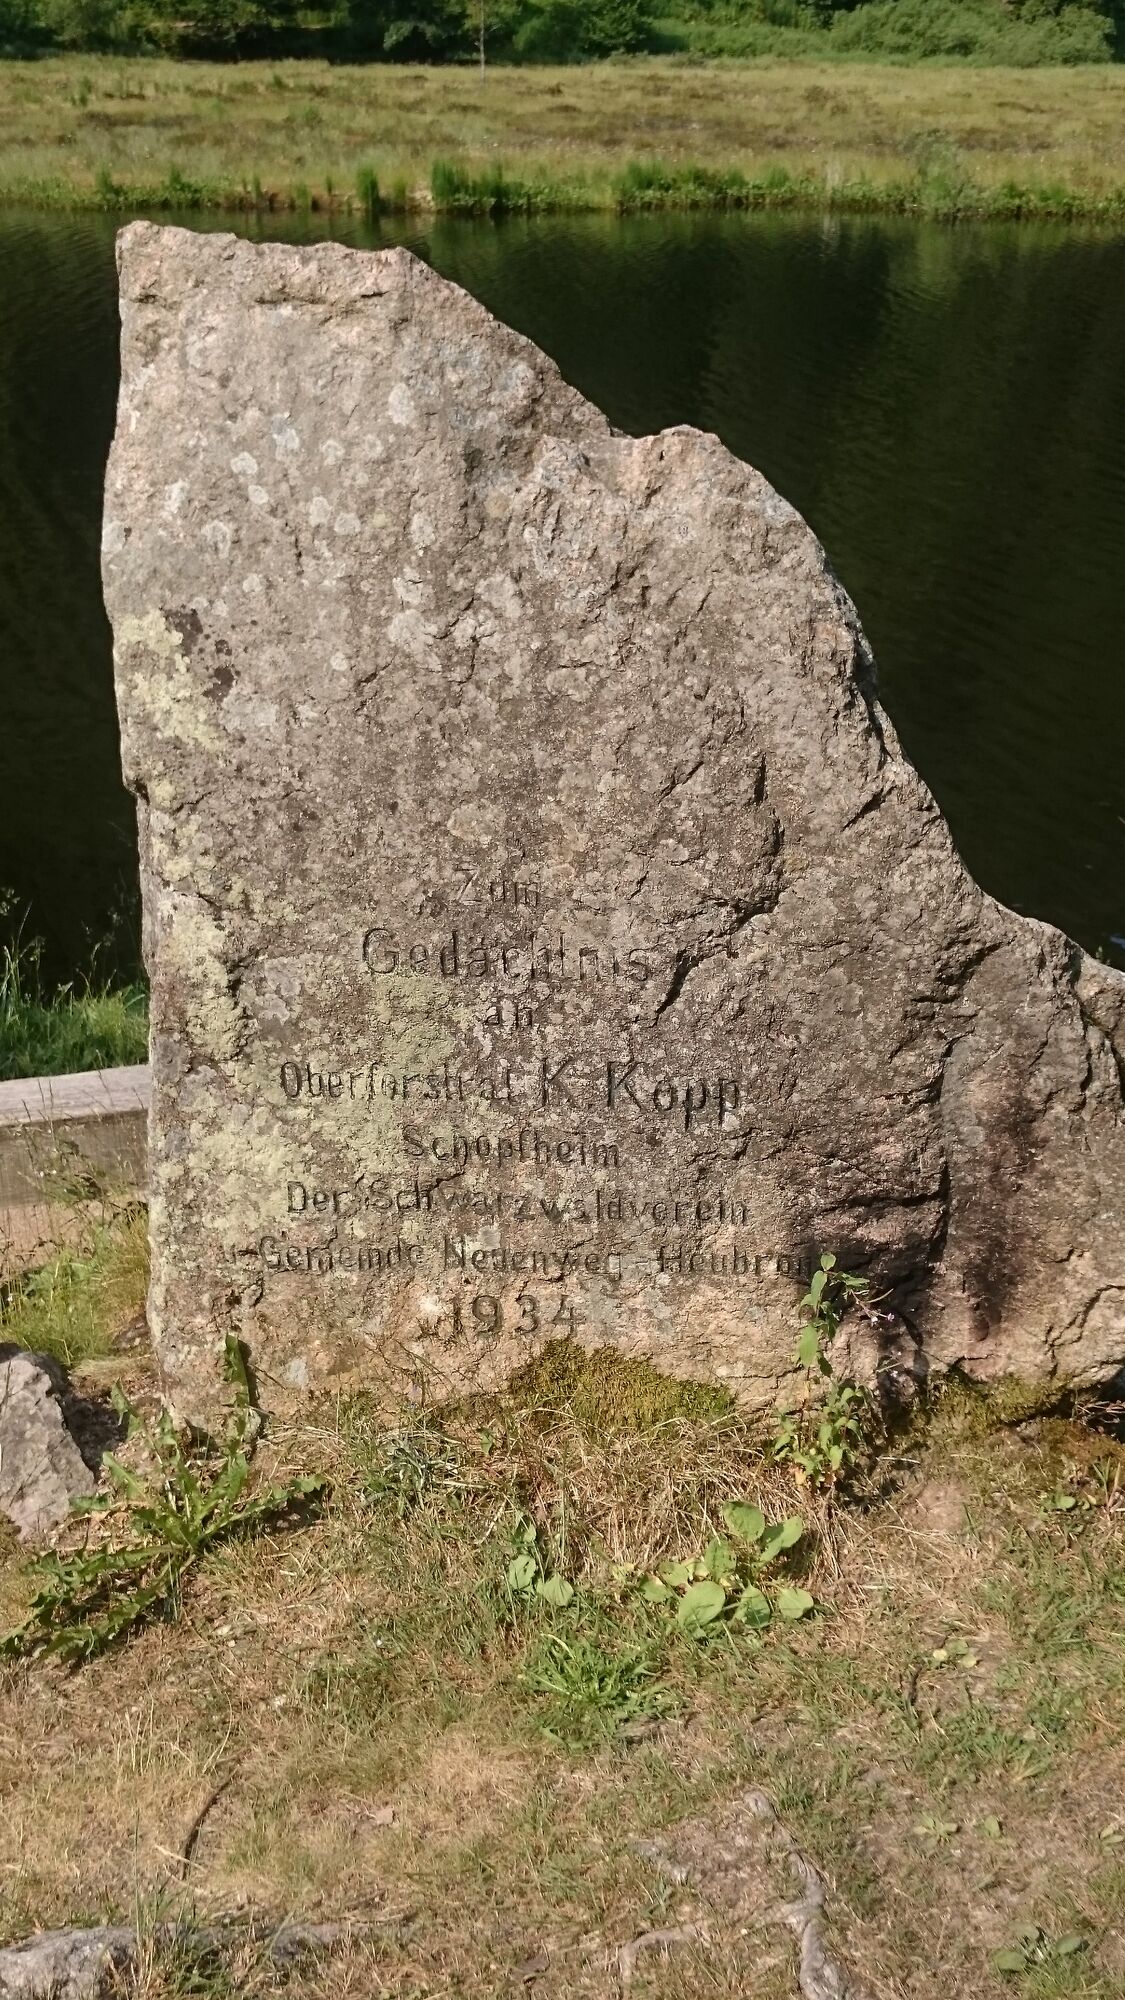 Zum
Gedächtnis
an
Oberforstrat K. Kopp
Schopfheim
Der Schwarzwaldverein
u. Gemeinde Neuenweg-Heubronn
1934